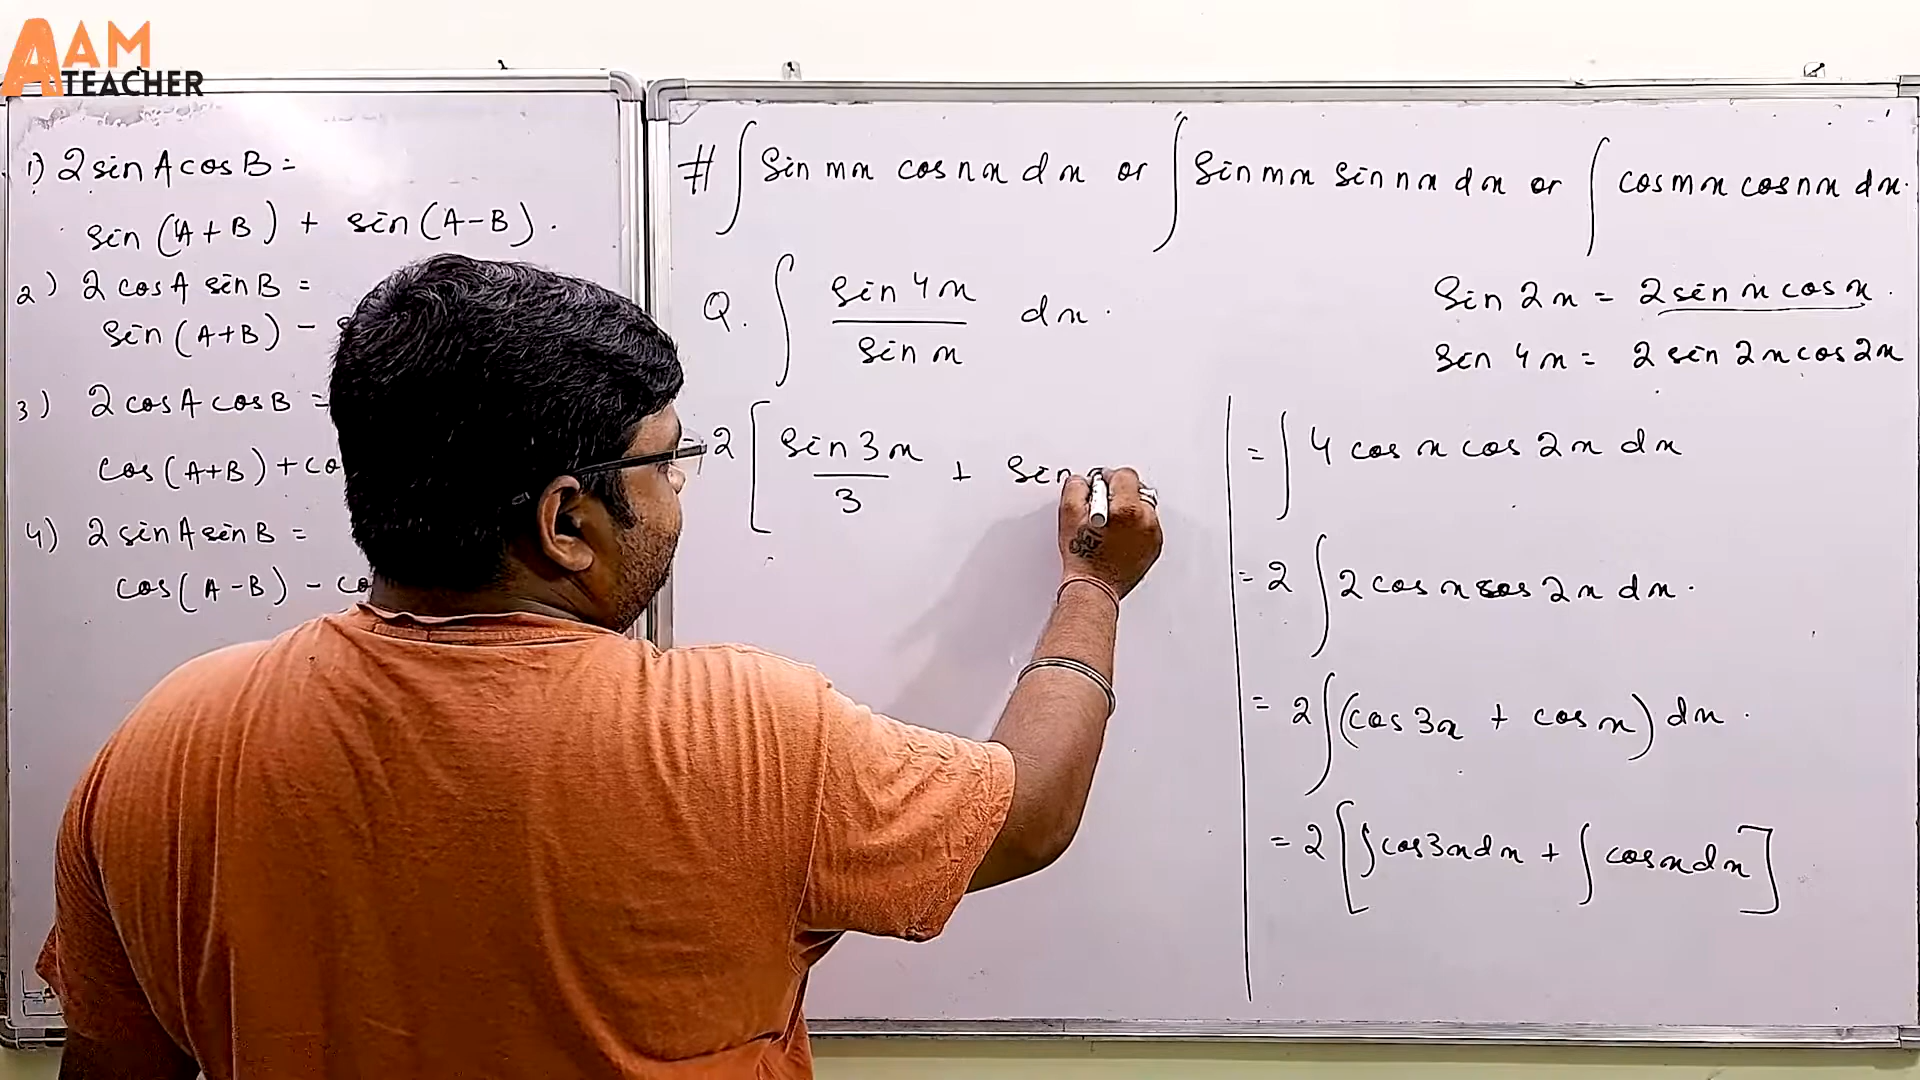 AAM
TEACHER
1) 2 sin A cos B =
sin (A + B) + sin (A - B).
2) 2 cos A sin B =
sin (A+B) -
3) 2 cos A cos B =
cos (A+B) + co
4) 2 sin A sin B =
cos (A - B) - co
# ∫ sin mx cos nx dx or ∫ sin mx sin nx dx or ∫ cos mx cos nx dx.
Q. ∫ sin 4x / sin x dx.
= 2 [ sin 3x / 3 + sin x
sin 2x = 2 sin x cos x.
sin 4x = 2 sin 2x cos 2x
= ∫ 4 cos x cos 2x dx
= 2 ∫ 2 cos x cos 2x dx.
= 2 ∫ (cos 3x + cos x) dx.
= 2 [ ∫ cos 3x dx + ∫ cos x dx ]